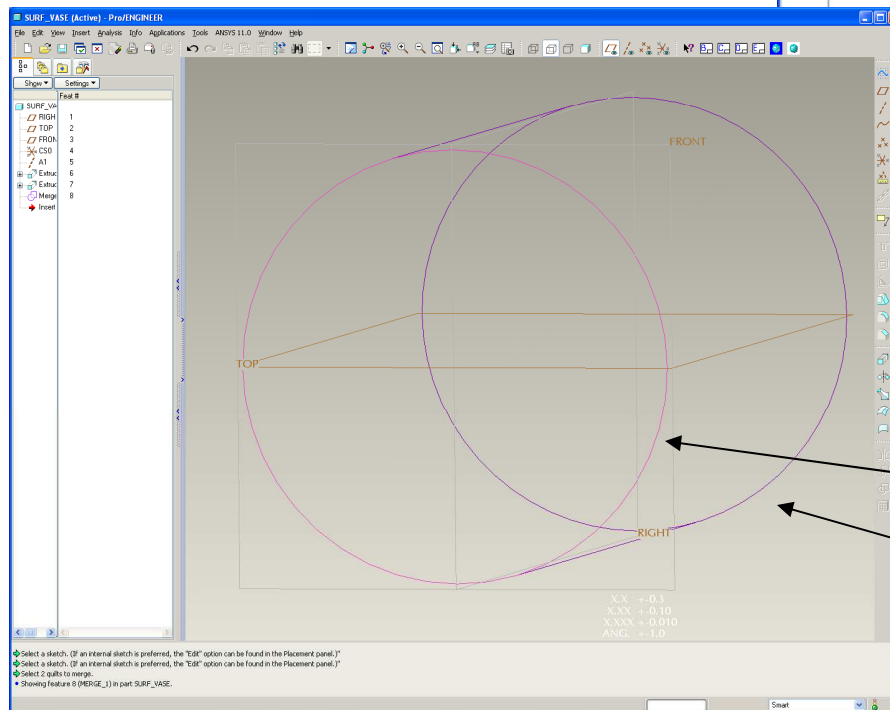 SURF_VASE (Active) - Pro/ENGINEER
File Edit View Insert Analysis Info Applications Tools ANSYS 11.0 Window Help
Show Settings
Feat #
SURF_VA
RIGH 1
TOP 2
FRON 3
CS0 4
A1 5
Extruc 6
Extruc 7
Merge 8
Insert
FRONT
TOP
RIGHT
X.X +-0.3
X.XX +-0.10
X.XXX +-0.010
ANG. +-1.0
Select a sketch. (If an internal sketch is preferred, the "Edit" option can be found in the Placement panel.)"
Select a sketch. (If an internal sketch is preferred, the "Edit" option can be found in the Placement panel.)"
Select 2 quilts to merge.
Showing feature 8 (MERGE_1) in part SURF_VASE.
Smart